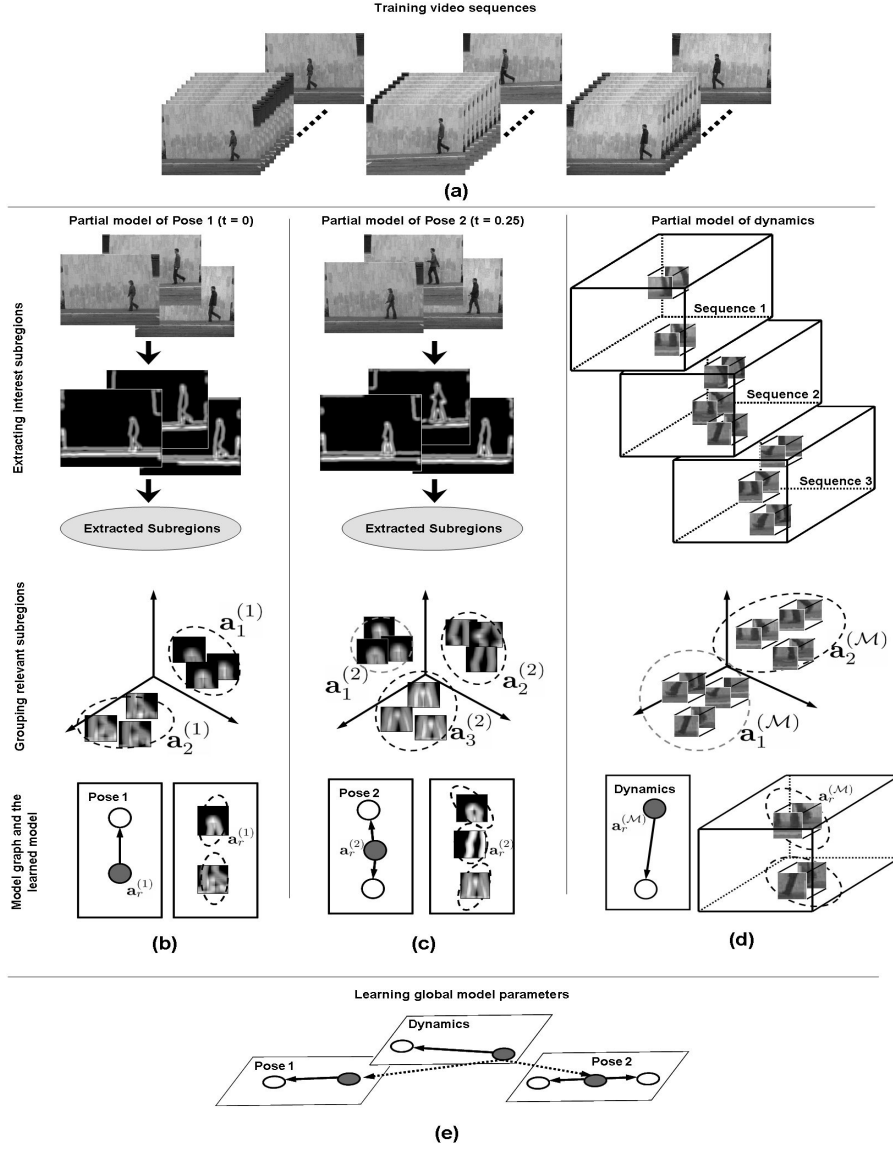 Training video sequences
(a)
Partial model of Pose 1 (t = 0)
Partial model of Pose 2 (t = 0.25)
Partial model of dynamics
Extracting interest subregions
Sequence 1
Sequence 2
Sequence 3
Extracted Subregions
Extracted Subregions
Grouping relevant subregions
a_1^{(1)}
a_2^{(1)}
a_1^{(2)}
a_2^{(2)}
a_3^{(2)}
a_2^{(\mathcal{M})}
a_1^{(\mathcal{M})}
Model graph and the
learned model
Pose 1
a_r^{(1)}
a_r^{(1)}
Pose 2
a_r^{(2)}
a_r^{(2)}
Dynamics
a_r^{(\mathcal{M})}
a_r^{(\mathcal{M})}
(b)
(c)
(d)
Learning global model parameters
Dynamics
Pose 1
Pose 2
(e)